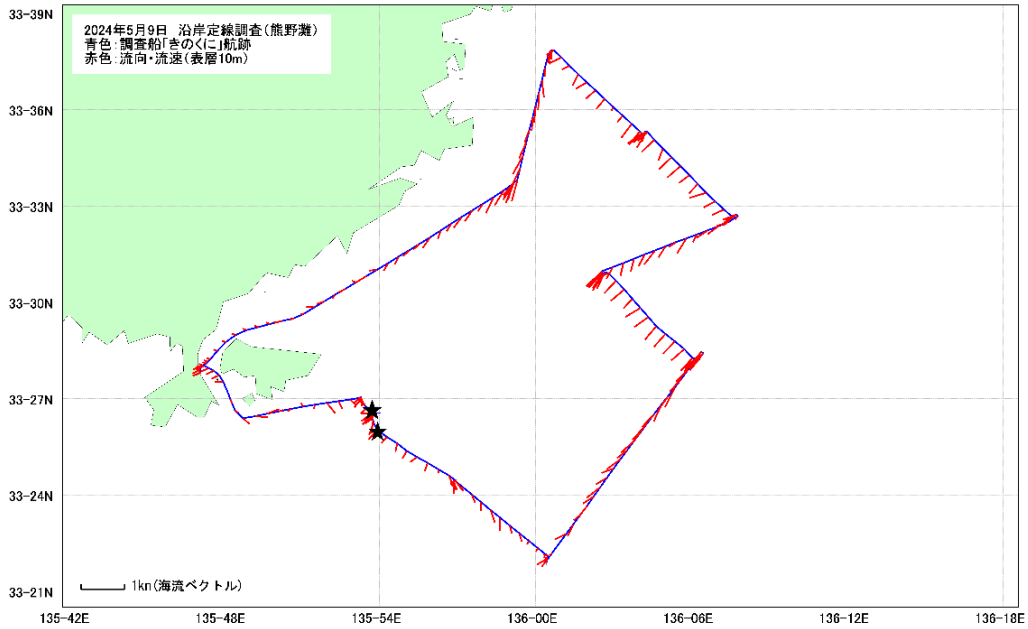 33-39N
2024年5月9日 沿岸定線調査(熊野灘)
青色:調査船「きのくに」航跡
赤色:流向・流速(表層10m)
33-36N
33-33N
33-30N
33-27N
33-24N
33-21N
1kn(海流ベクトル)
135-42E 135-48E 135-54E 136-00E 136-06E 136-12E 136-18E